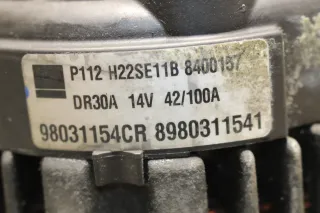 P112 H22SE11B 8400157
DR30A 14V 42/100A
98031154CR 8980311541